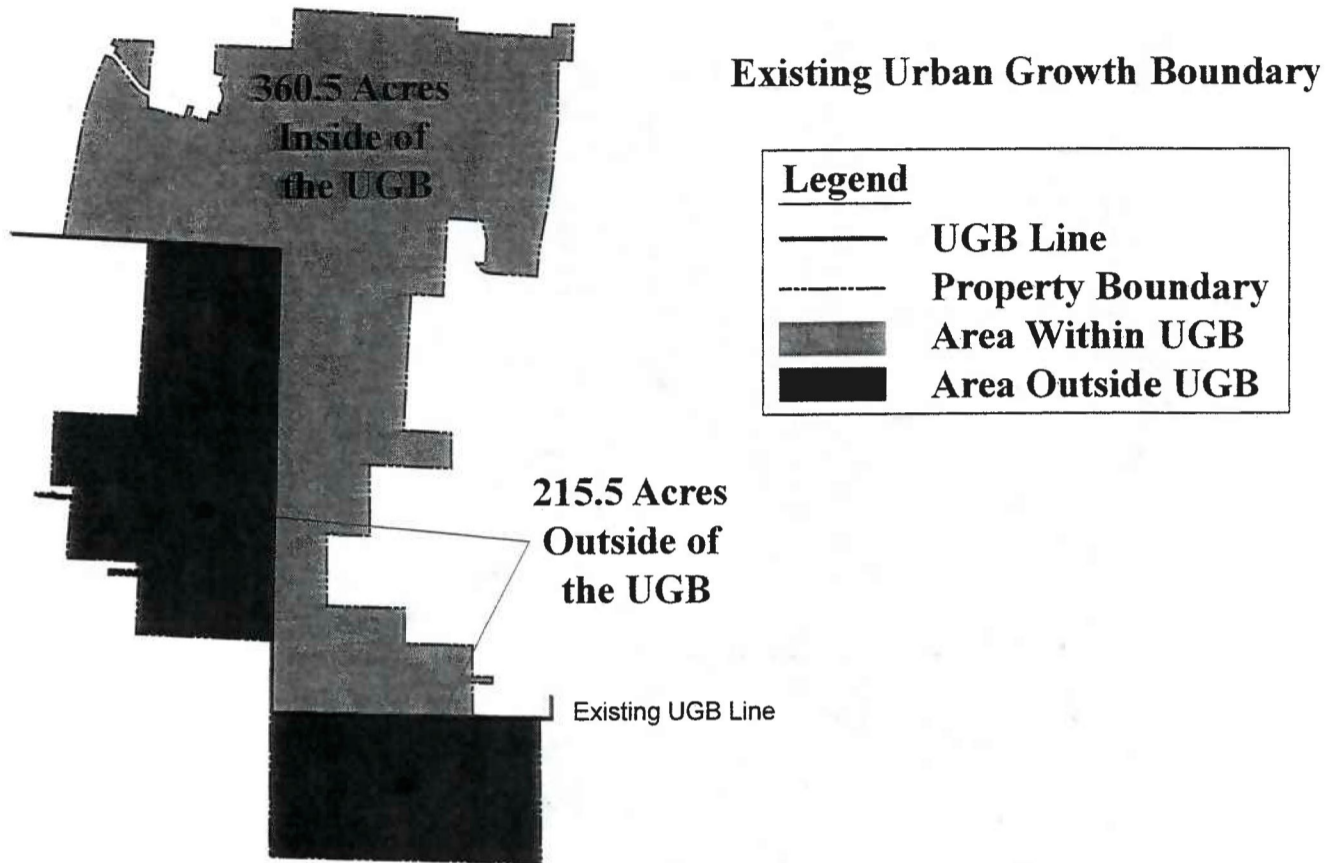 Existing Urban Growth Boundary
360.5 Acres
Inside of
the UGB
Legend
UGB Line
Property Boundary
Area Within UGB
Area Outside UGB
215.5 Acres
Outside of
the UGB
Existing UGB Line